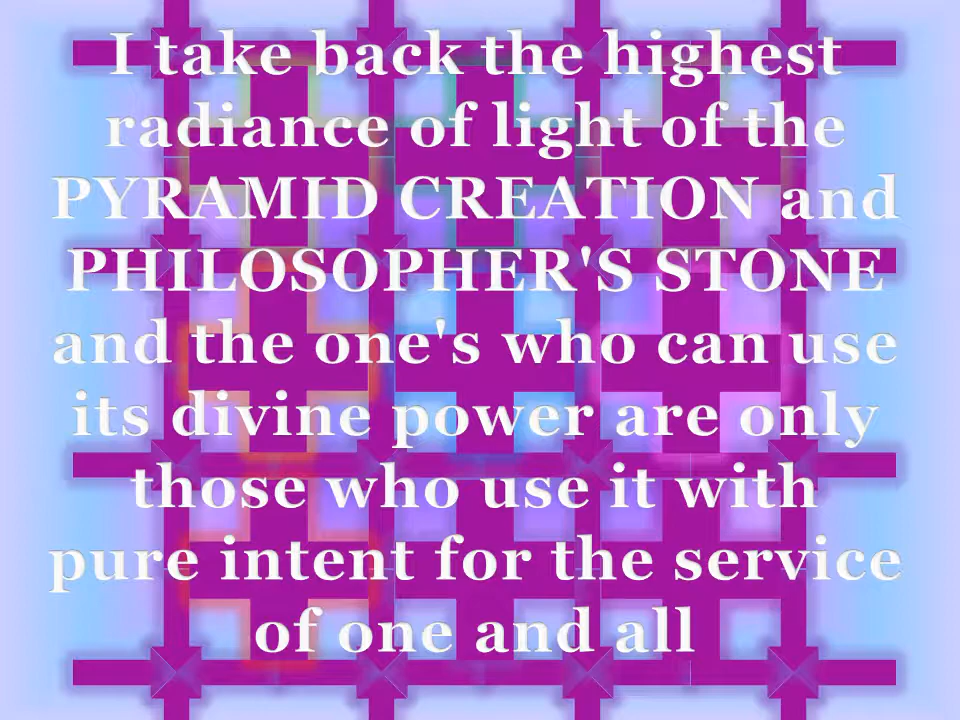 I take back the highest
radiance of light of the
PYRAMID CREATION and
PHILOSOPHER'S STONE
and the one's who can use
its divine power are only
those who use it with
pure intent for the service
of one and all